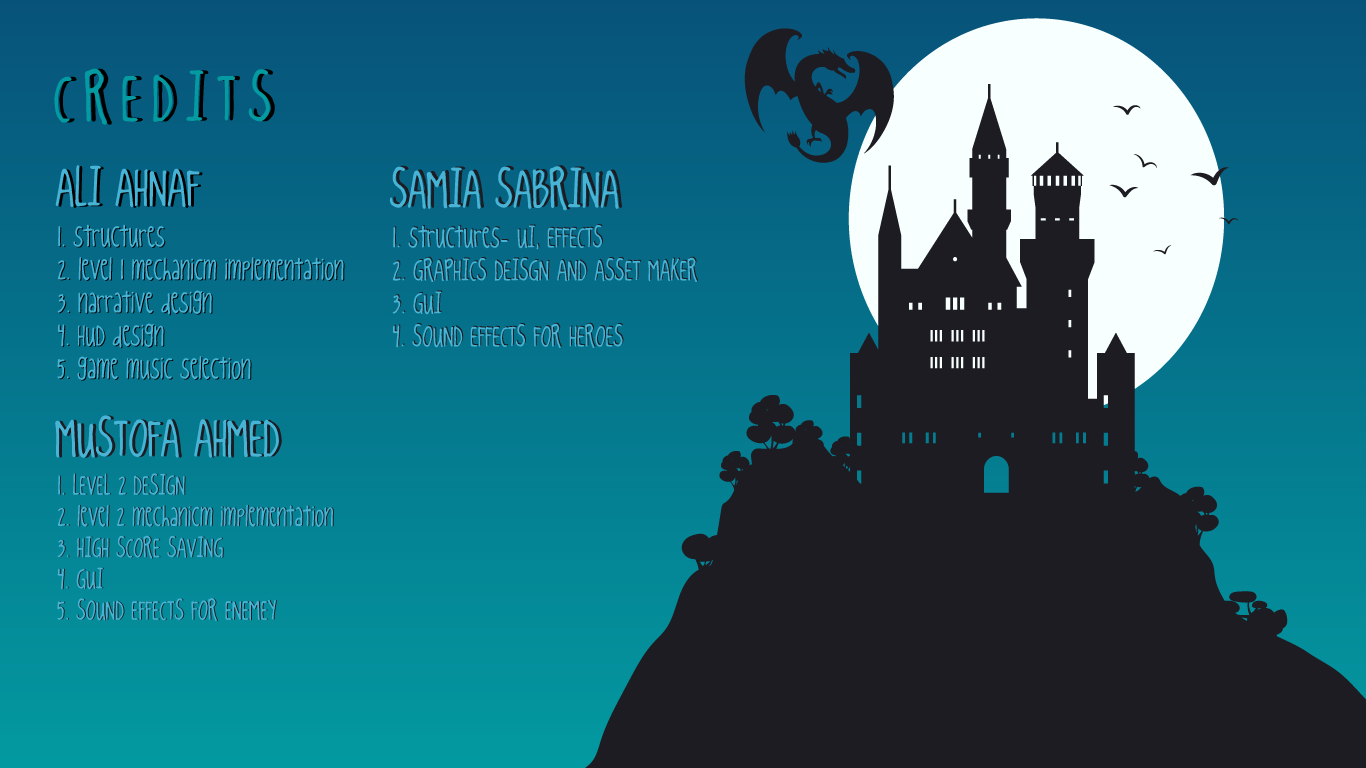 CREDITS
ALI AHNAF
1. structures
2. level 1 mechanicm implementation
3. narrative design
4. HUD design
5. game music selection
MUSTOFA AHMED
1. LEVEL 2 DESIGN
2. level 2 mechanicm implementation
3. HIGH SCORE SAVING
4. GUI
5. SOUND EFFECTS FOR ENEMEY
SAMIA SABRINA
1. structures- UI, EFFECTS
2. GRAPHICS DEISGN AND ASSET MAKER
3. GUI
4. SOUND EFFECTS FOR HEROES